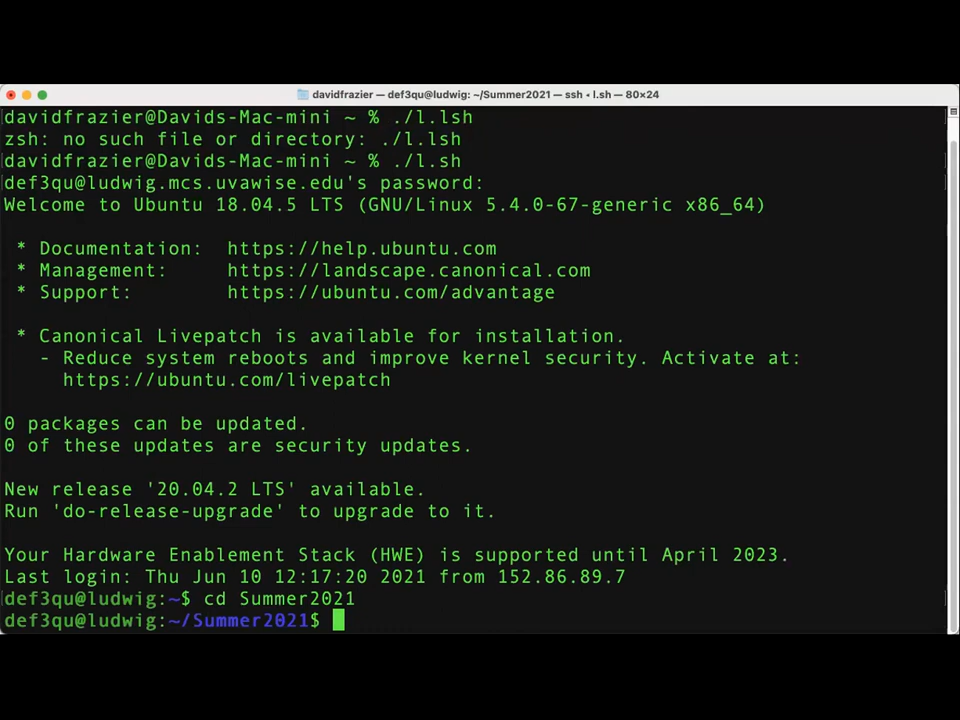 davidfrazier — def3qu@ludwig: ~/Summer2021 — ssh • l.sh — 80×24
davidfrazier@Davids-Mac-mini ~ % ./l.lsh
zsh: no such file or directory: ./l.lsh
davidfrazier@Davids-Mac-mini ~ % ./l.sh
def3qu@ludwig.mcs.uvawise.edu's password:
Welcome to Ubuntu 18.04.5 LTS (GNU/Linux 5.4.0-67-generic x86_64)
* Documentation: https://help.ubuntu.com
* Management: https://landscape.canonical.com
* Support: https://ubuntu.com/advantage
* Canonical Livepatch is available for installation.
- Reduce system reboots and improve kernel security. Activate at:
https://ubuntu.com/livepatch
0 packages can be updated.
0 of these updates are security updates.
New release '20.04.2 LTS' available.
Run 'do-release-upgrade' to upgrade to it.
Your Hardware Enablement Stack (HWE) is supported until April 2023.
Last login: Thu Jun 10 12:17:20 2021 from 152.86.89.7
def3qu@ludwig:~$ cd Summer2021
def3qu@ludwig:~/Summer2021$